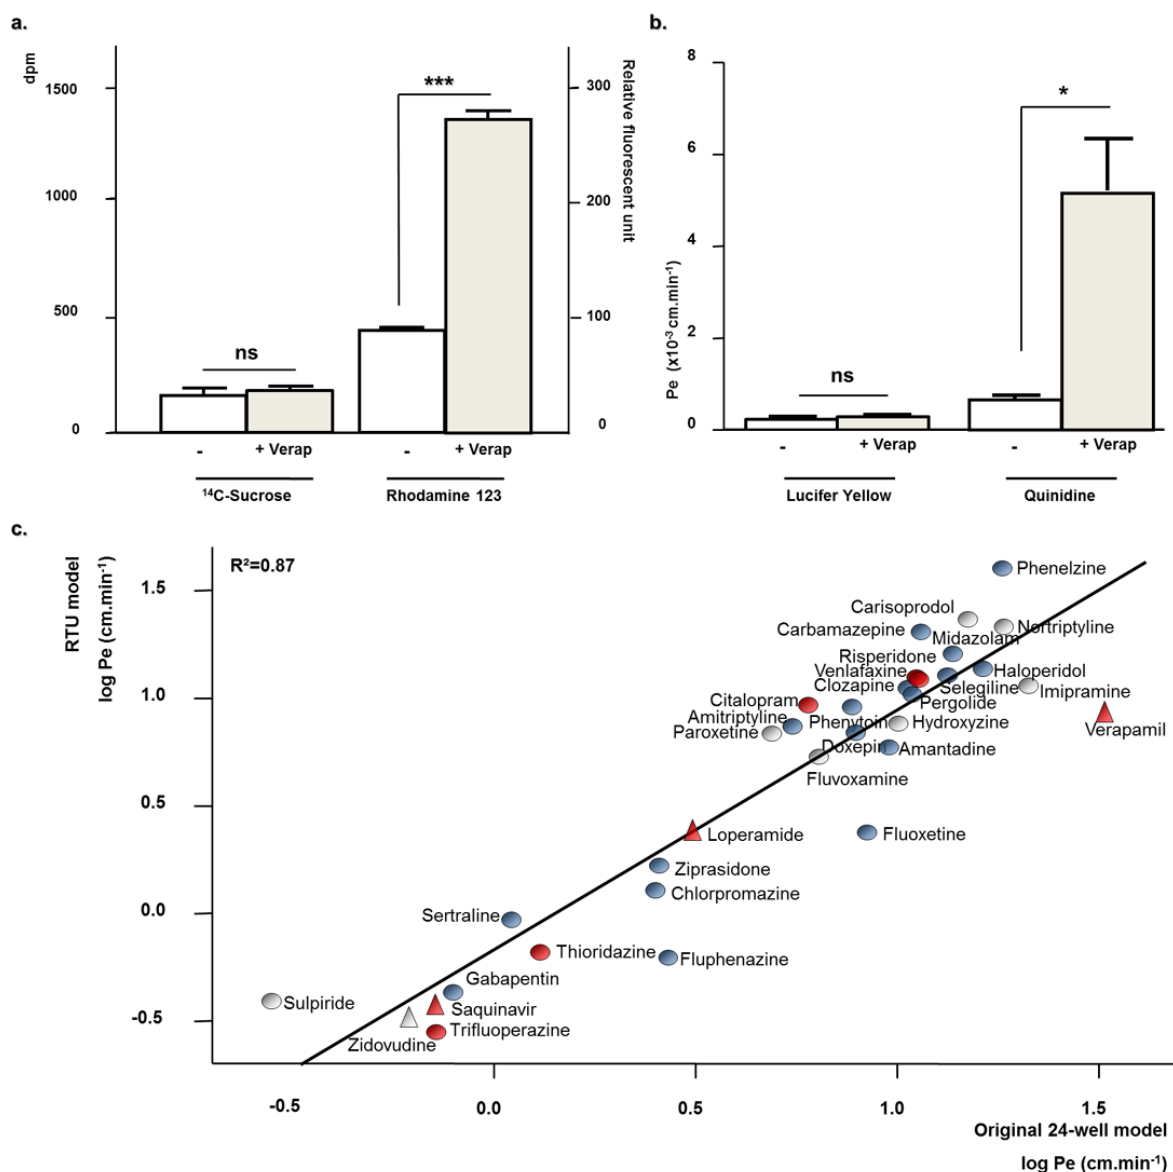 a.
dpm
1500
1000
500
0
***
ns
300
200
100
0
Relative fluorescent unit
- + Verap - + Verap
¹⁴C-Sucrose Rhodamine 123
b.
Pe (x10⁻³ cm.min⁻¹)
8
6
4
2
0
*
ns
- + Verap - + Verap
Lucifer Yellow Quinidine
c.
RTU model
log Pe (cm.min⁻¹)
R²=0.87
1.5
1.0
0.5
0.0
-0.5
Phenelzine
Carisoprodol
Carbamazepine
Nortriptyline
Midazolam
Risperidone
Venlafaxine
Haloperidol
Clozapine
Selegiline
Imipramine
Citalopram
Pergolide
Verapamil
Amitriptyline
Phenytoin
Hydroxyzine
Paroxetine
Doxepin
Amantadine
Fluvoxamine
Loperamide
Fluoxetine
Ziprasidone
Chlorpromazine
Sertraline
Thioridazine
Fluphenazine
Gabapentin
Sulpiride
Saquinavir
Trifluoperazine
Zidovudine
-0.5 0.0 0.5 1.0 1.5
Original 24-well model
log Pe (cm.min⁻¹)